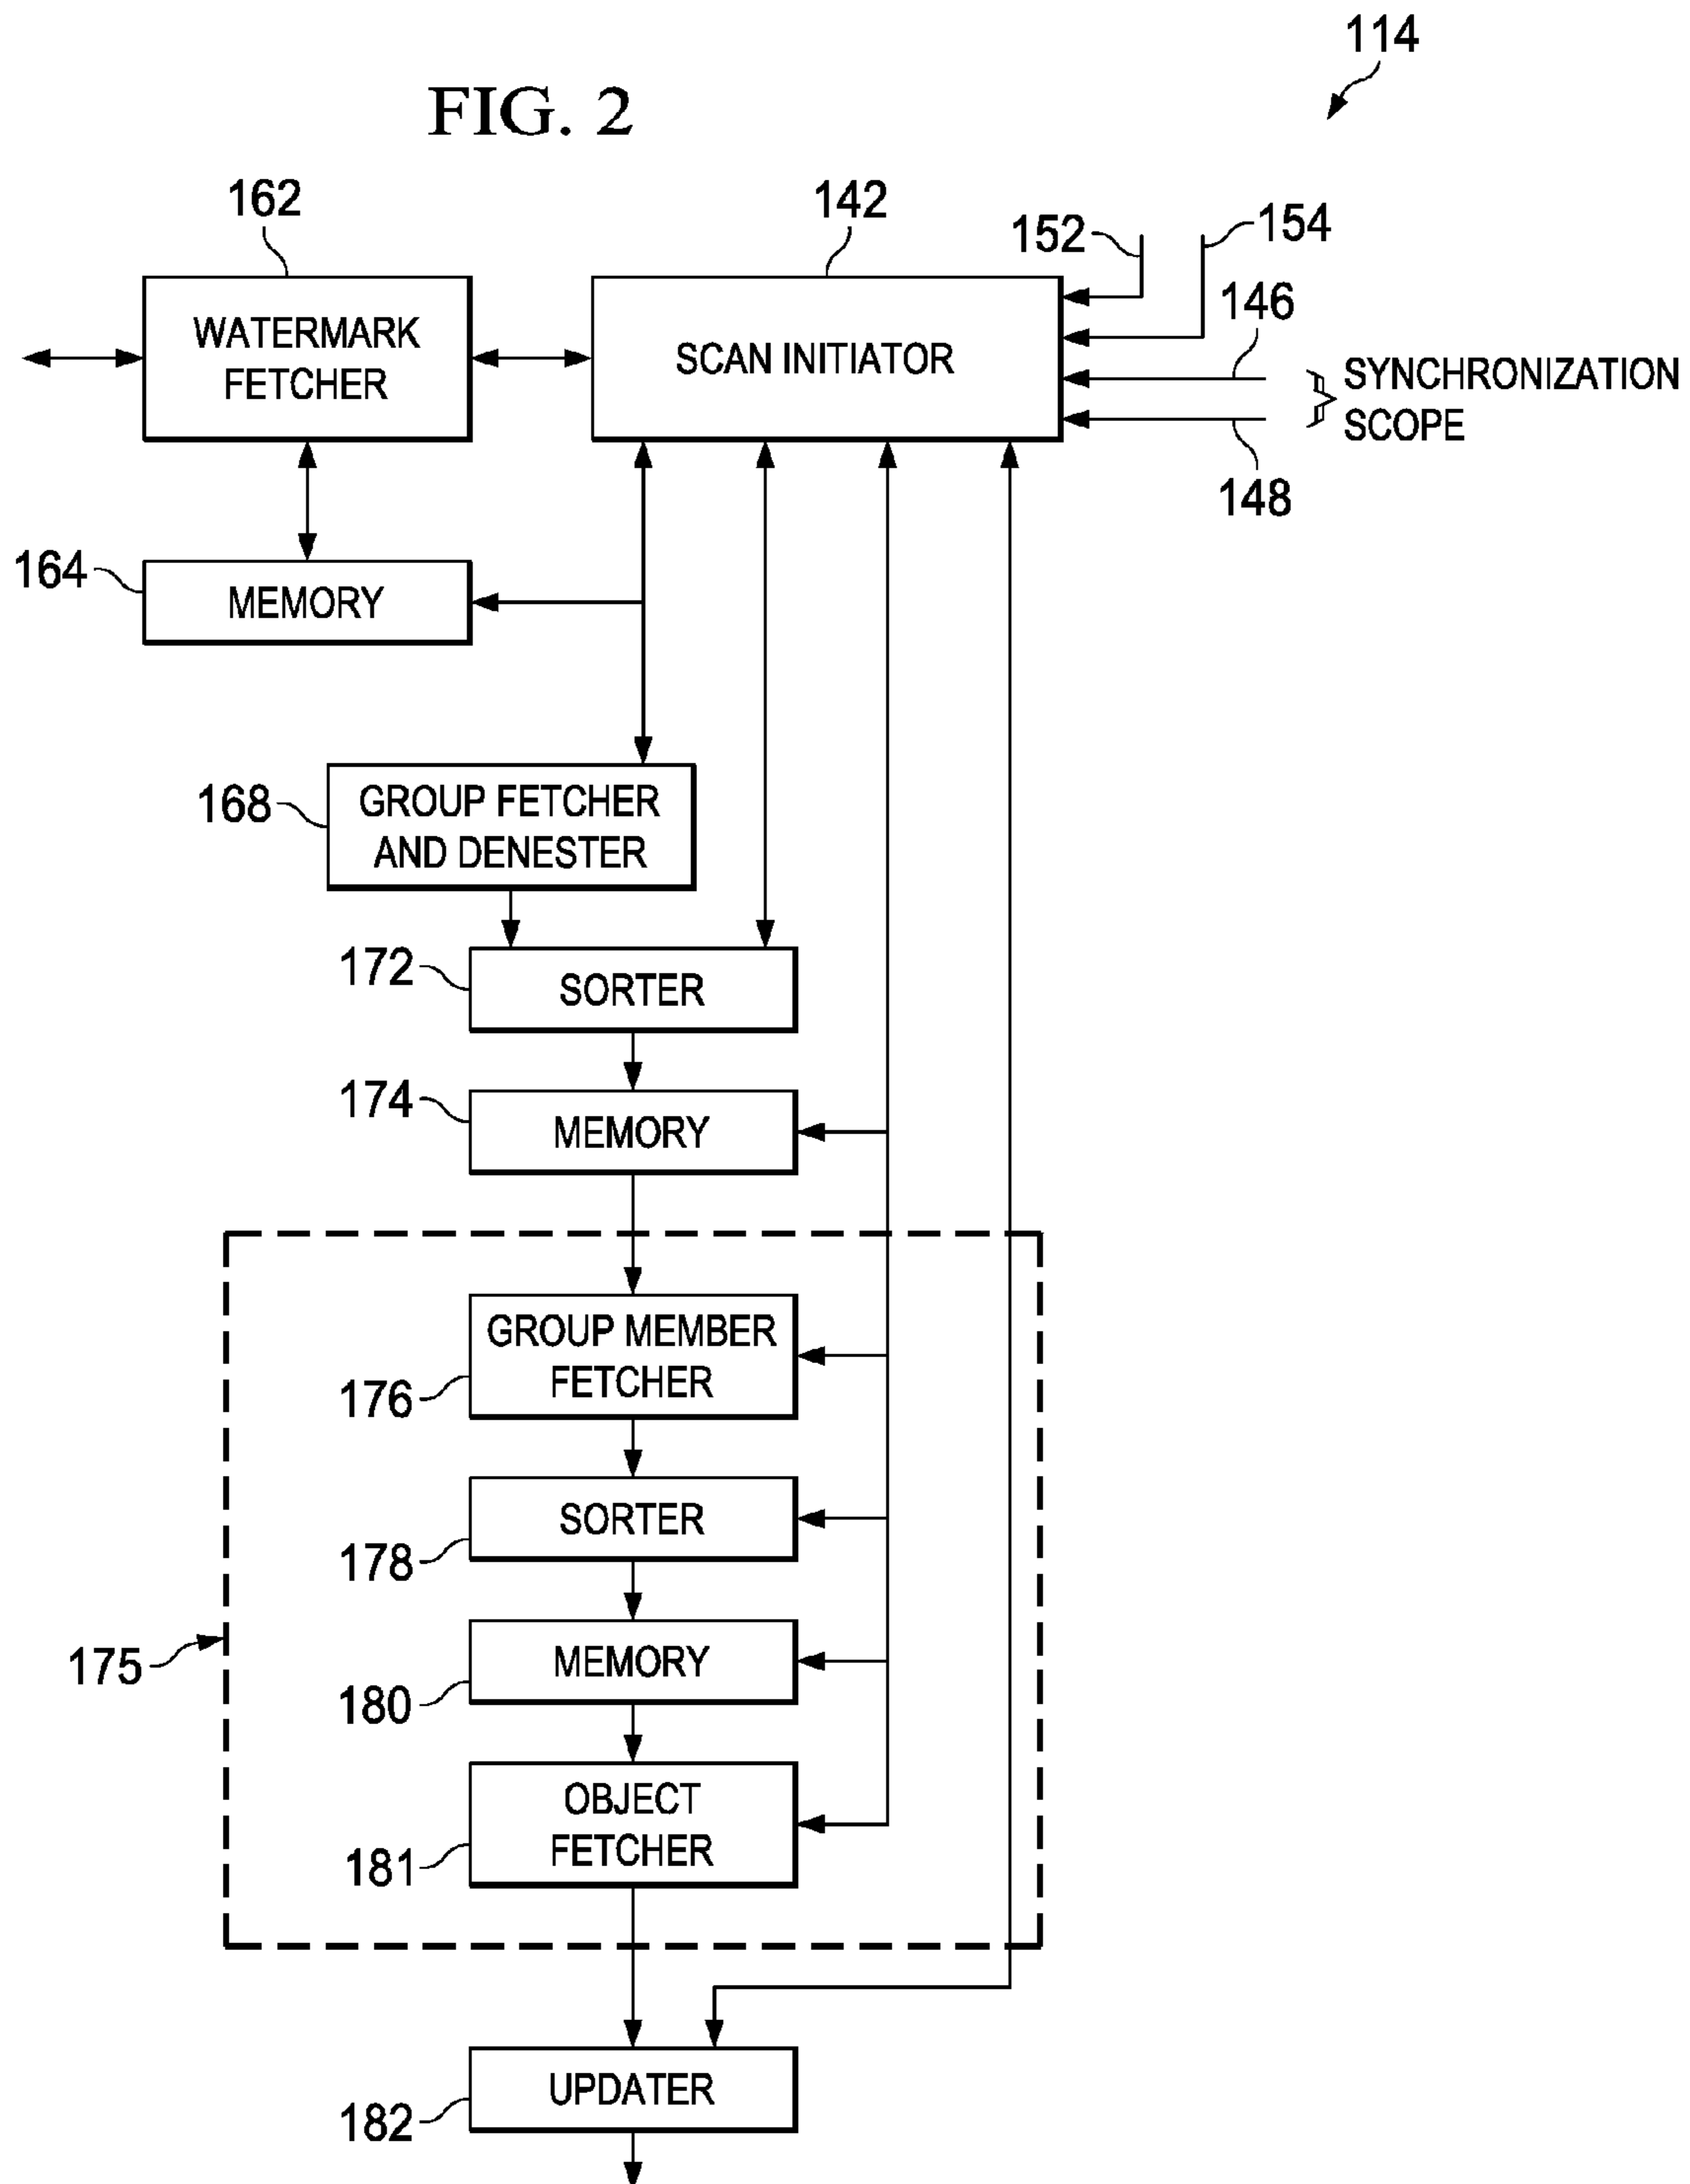 114
FIG. 2
162
142
152
154
WATERMARK
FETCHER
SCAN INITIATOR
146
SYNCHRONIZATION
SCOPE
148
164
MEMORY
168
GROUP FETCHER
AND DENESTER
172
SORTER
174
MEMORY
GROUP MEMBER
FETCHER
176
SORTER
178
175
MEMORY
180
OBJECT
FETCHER
181
UPDATER
182